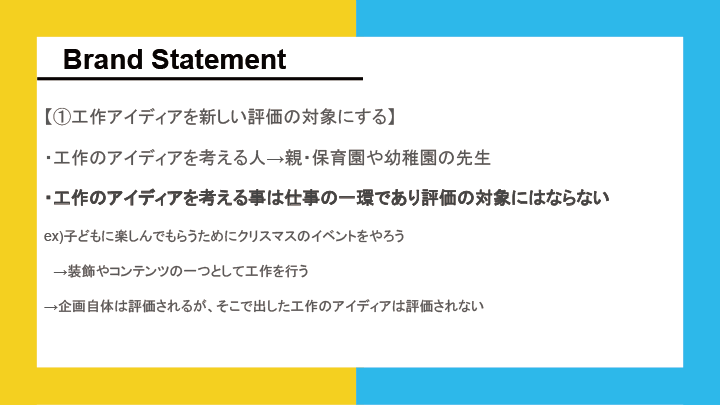 Brand Statement
【①工作アイディアを新しい評価の対象にする】
・工作のアイディアを考える人→親・保育園や幼稚園の先生
・工作のアイディアを考える事は仕事の一環であり評価の対象にはならない
ex)子どもに楽しんでもらうためにクリスマスのイベントをやろう
→装飾やコンテンツの一つとして工作を行う
→企画自体は評価されるが、そこで出した工作のアイディアは評価されない